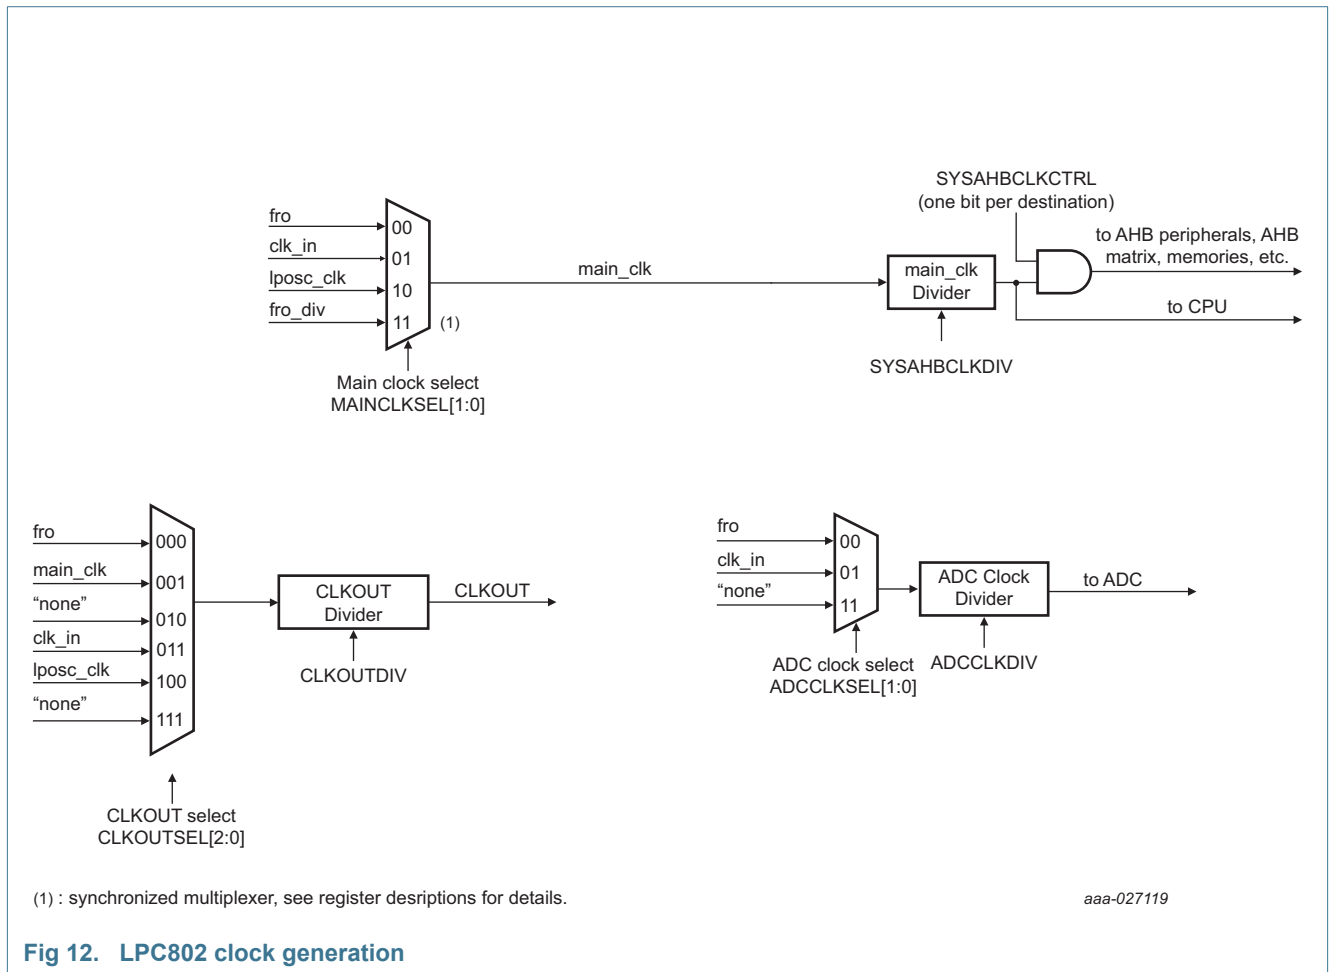 SYSAHBCLKCTRL
(one bit per destination)
to AHB peripherals, AHB
matrix, memories, etc.
fro
00
clk_in
01
lposc_clk
10
fro_div
11
(1)
main_clk
main_clk
Divider
to CPU
SYSAHBCLKDIV
Main clock select
MAINCLKSEL[1:0]
fro
000
main_clk
001
“none”
010
clk_in
011
lposc_clk
100
“none”
111
CLKOUT
Divider
CLKOUT
CLKOUTDIV
CLKOUT select
CLKOUTSEL[2:0]
fro
00
clk_in
01
“none”
11
ADC Clock
Divider
to ADC
ADC clock select
ADCCLKSEL[1:0]
ADCCLKDIV
(1) : synchronized multiplexer, see register desriptions for details.
aaa-027119
Fig 12. LPC802 clock generation